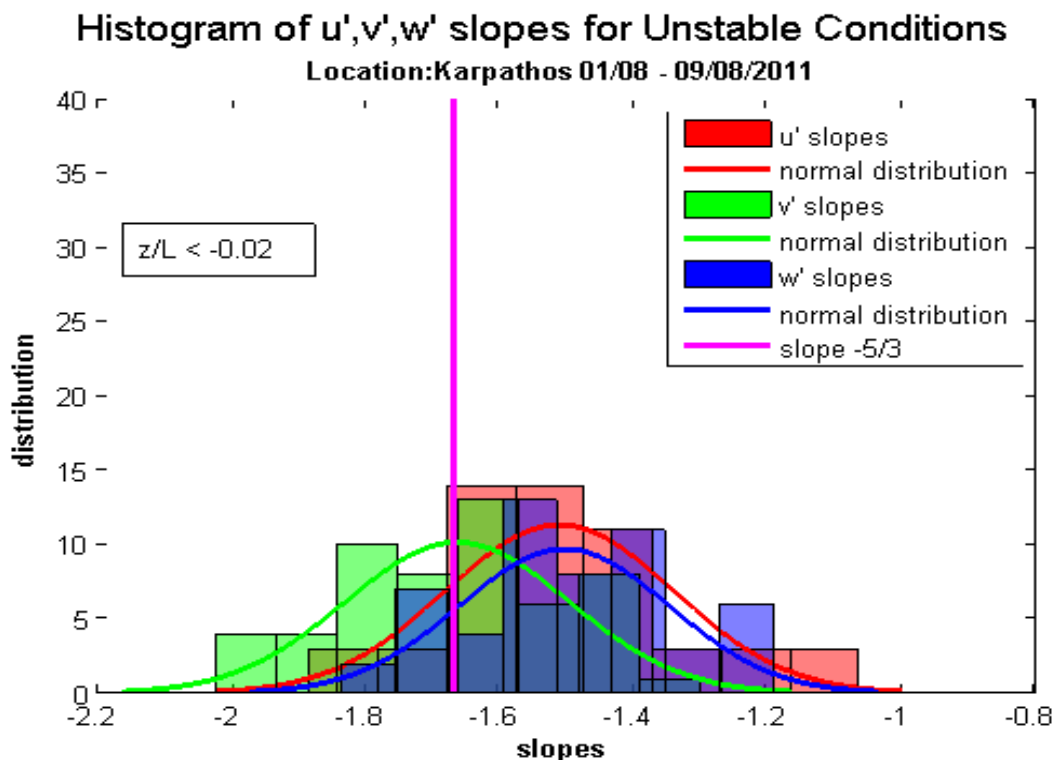 Histogram of u',v',w' slopes for Unstable Conditions
Location:Karpathos 01/08 - 09/08/2011
40
35
30
25
20
15
10
5
0
distribution
z/L < -0.02
u' slopes
normal distribution
v' slopes
normal distribution
w' slopes
normal distribution
slope -5/3
-2.2 -2 -1.8 -1.6 -1.4 -1.2 -1 -0.8
slopes